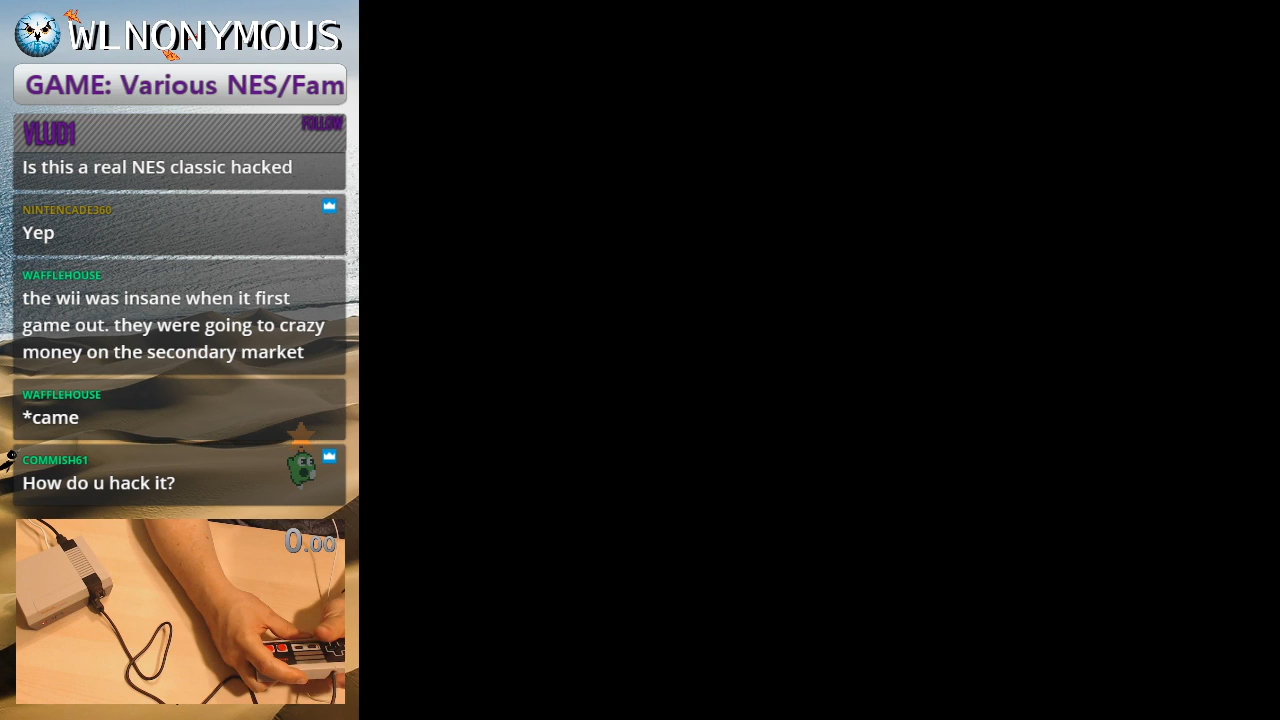 WLNONYMOUS
GAME: Various NES/Fam
VLUD1
FOLLOW
Is this a real NES classic hacked
NINTENCADE360
Yep
WAFFLEHOUSE
the wii was insane when it first
game out. they were going to crazy
money on the secondary market
WAFFLEHOUSE
*came
COMMISH61
How do u hack it?
0.00